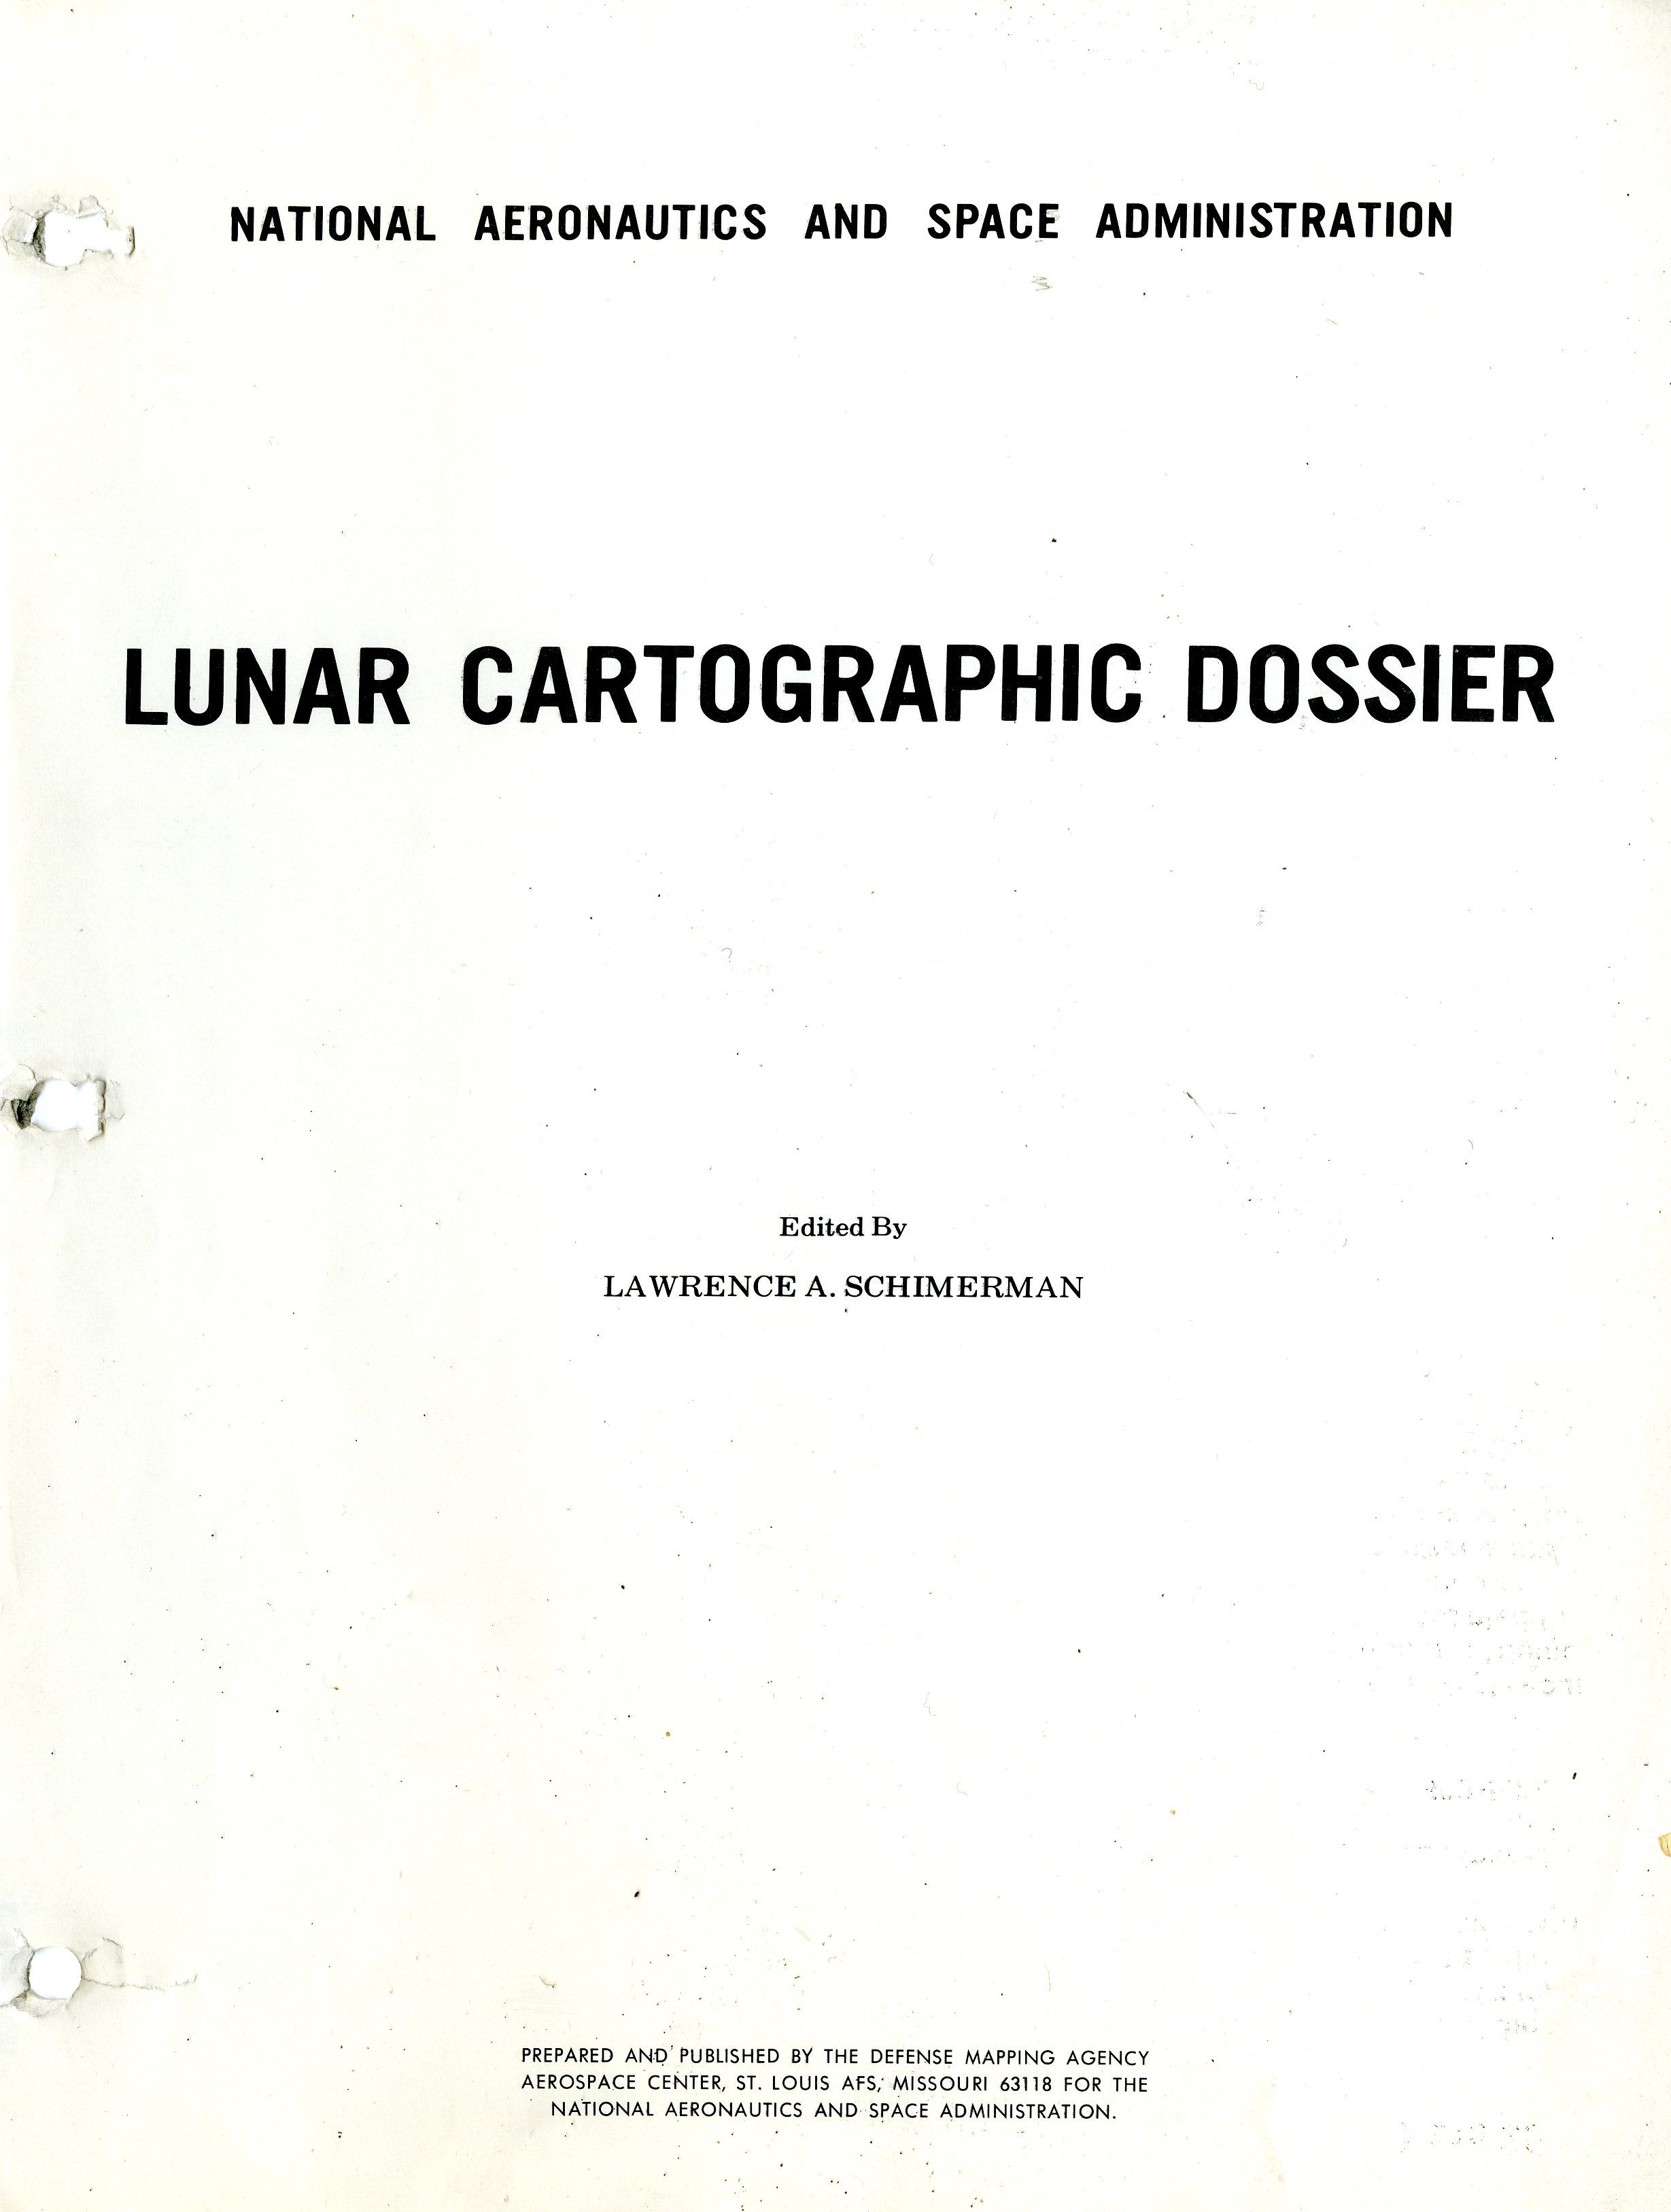 NATIONAL AERONAUTICS AND SPACE ADMINISTRATION
LUNAR CARTOGRAPHIC DOSSIER
Edited By
LAWRENCE A. SCHIMERMAN
PREPARED AND PUBLISHED BY THE DEFENSE MAPPING AGENCY
AEROSPACE CENTER, ST. LOUIS AFS, MISSOURI 63118 FOR THE
NATIONAL AERONAUTICS AND SPACE ADMINISTRATION.